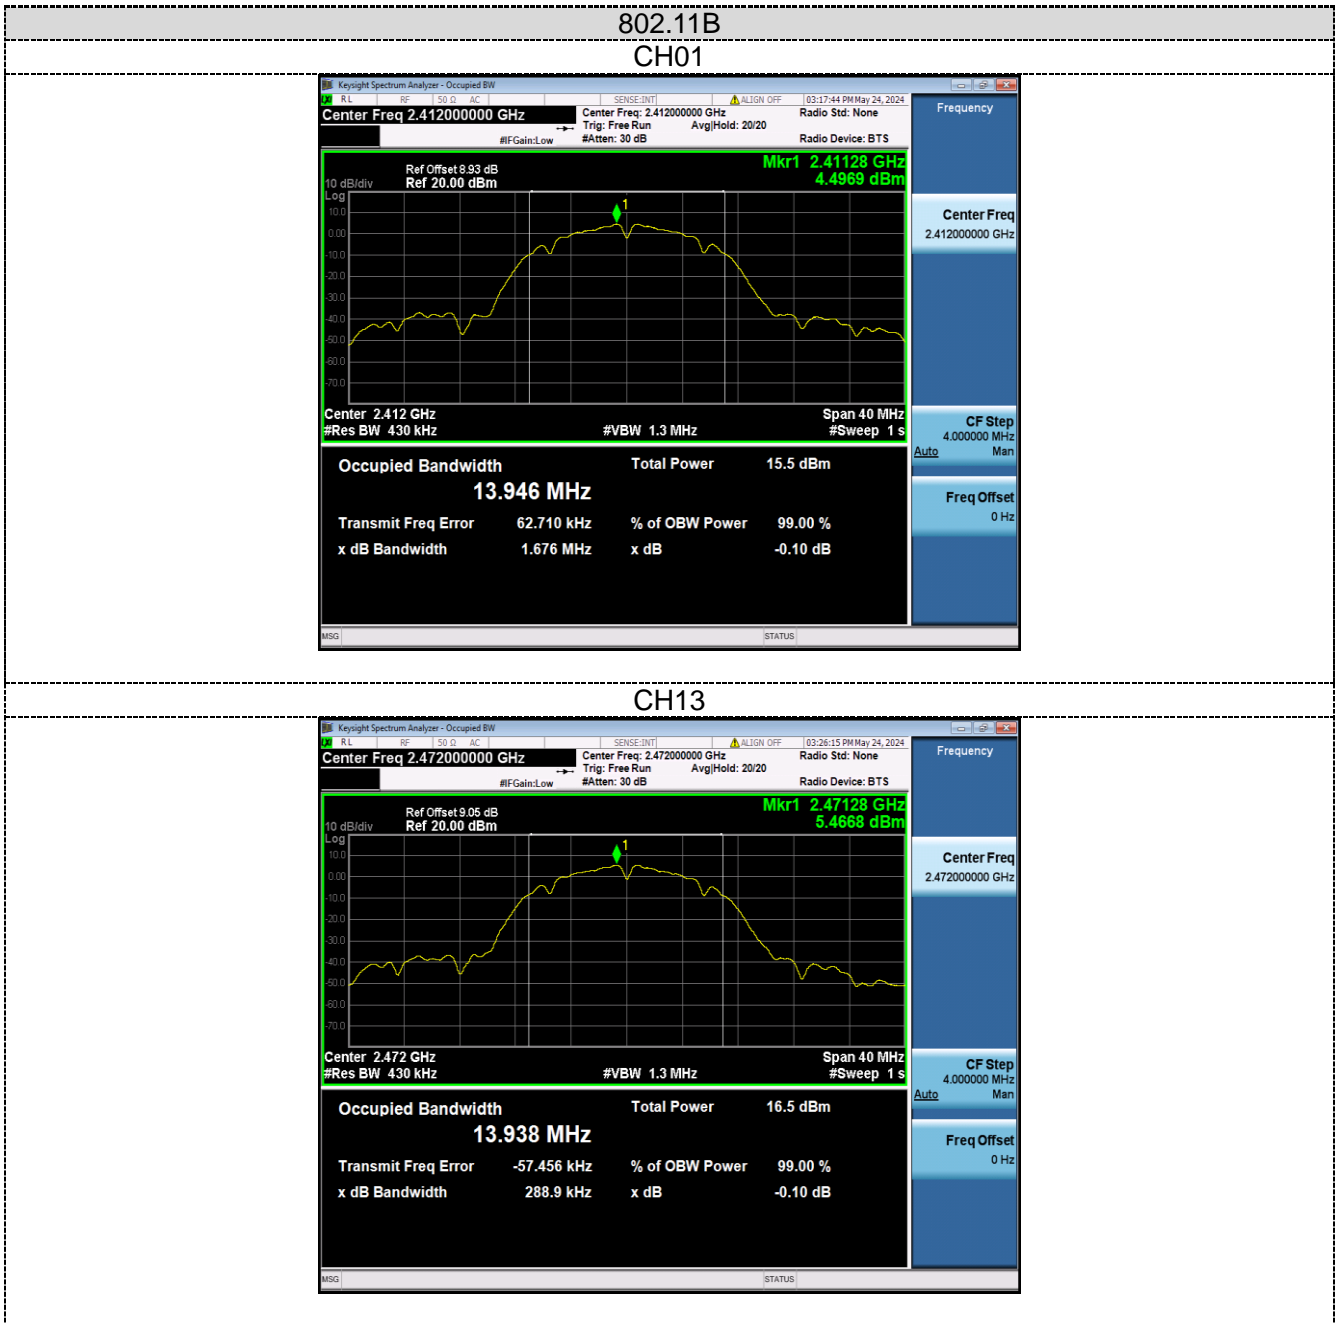 802.11B
CH01
Keysight Spectrum Analyzer - Occupied BW
RL RF 50 Ω AC SENSE:INT ALIGN OFF 03:17:44 PM May 24, 2024
Center Freq 2.412000000 GHz
Center Freq: 2.412000000 GHz Radio Std: None
Trig: Free Run Avg|Hold: 20/20
#IFGain:Low #Atten: 30 dB Radio Device: BTS
Frequency
Mkr1 2.41128 GHz
4.4969 dBm
Ref Offset 8.93 dB
10 dB/div Ref 20.00 dBm
Log
10.0
0.00
-10.0
-20.0
-30.0
-40.0
-50.0
-60.0
-70.0
1
Center 2.412 GHz Span 40 MHz
#Res BW 430 kHz #VBW 1.3 MHz #Sweep 1 s
Center Freq
2.412000000 GHz
CF Step
4.000000 MHz
Auto Man
Freq Offset
0 Hz
Occupied Bandwidth Total Power 15.5 dBm
13.946 MHz
Transmit Freq Error 62.710 kHz % of OBW Power 99.00 %
x dB Bandwidth 1.676 MHz x dB -0.10 dB
MSG STATUS
CH13
Keysight Spectrum Analyzer - Occupied BW
RL RF 50 Ω AC SENSE:INT ALIGN OFF 03:26:15 PM May 24, 2024
Center Freq 2.472000000 GHz
Center Freq: 2.472000000 GHz Radio Std: None
Trig: Free Run Avg|Hold: 20/20
#IFGain:Low #Atten: 30 dB Radio Device: BTS
Frequency
Mkr1 2.47128 GHz
5.4668 dBm
Ref Offset 9.05 dB
10 dB/div Ref 20.00 dBm
Log
10.0
0.00
-10.0
-20.0
-30.0
-40.0
-50.0
-60.0
-70.0
1
Center 2.472 GHz Span 40 MHz
#Res BW 430 kHz #VBW 1.3 MHz #Sweep 1 s
Center Freq
2.472000000 GHz
CF Step
4.000000 MHz
Auto Man
Freq Offset
0 Hz
Occupied Bandwidth Total Power 16.5 dBm
13.938 MHz
Transmit Freq Error -57.456 kHz % of OBW Power 99.00 %
x dB Bandwidth 288.9 kHz x dB -0.10 dB
MSG STATUS